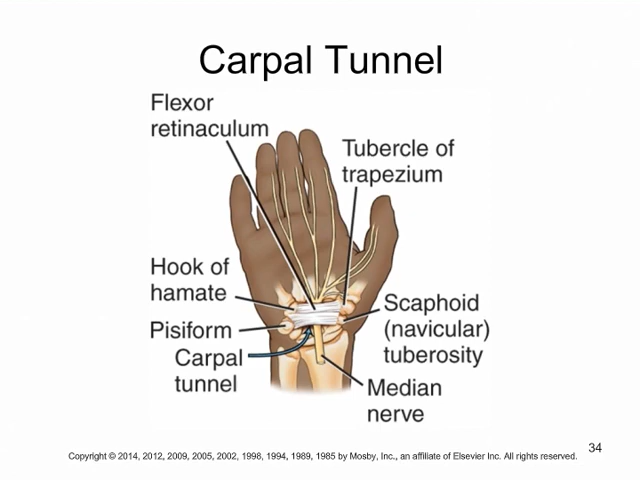 Carpal Tunnel
Flexor
retinaculum
Tubercle of
trapezium
Hook of
hamate
Scaphoid
(navicular)
tuberosity
Pisiform
Carpal
tunnel
Median
nerve
34
Copyright © 2014, 2012, 2009, 2005, 2002, 1998, 1994, 1989, 1985 by Mosby, Inc., an affiliate of Elsevier Inc. All rights reserved.